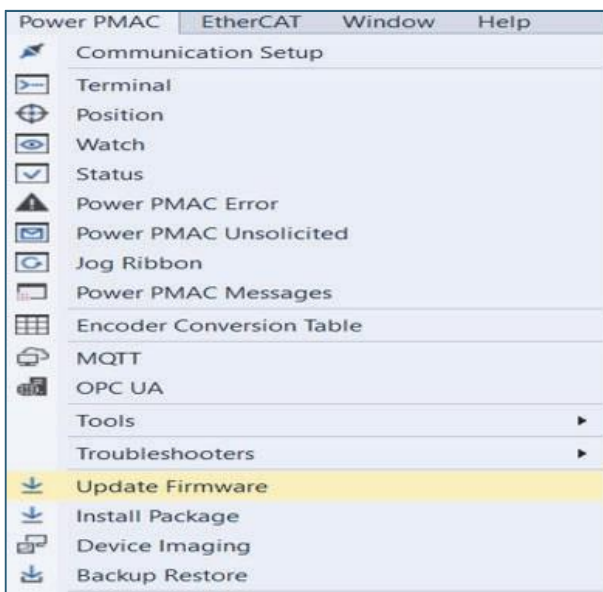 Power PMAC EtherCAT Window Help
Communication Setup
Terminal
Position
Watch
Status
Power PMAC Error
Power PMAC Unsolicited
Jog Ribbon
Power PMAC Messages
Encoder Conversion Table
MQTT
OPC UA
Tools
Troubleshooters
Update Firmware
Install Package
Device Imaging
Backup Restore